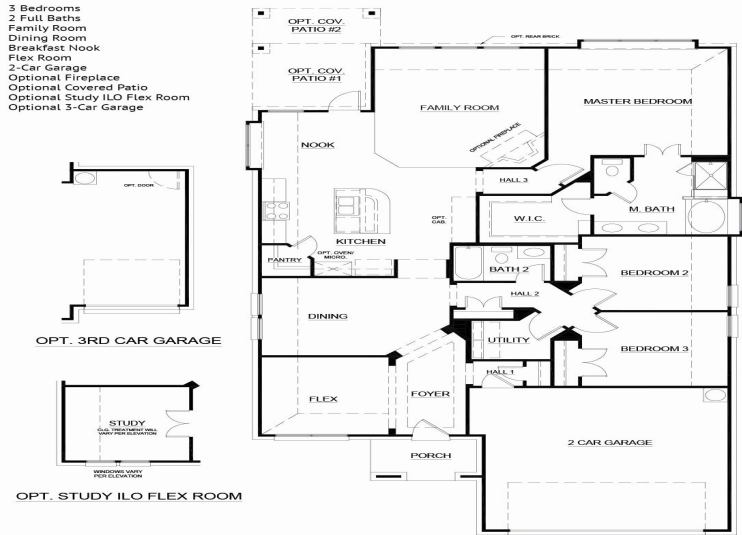 3 Bedrooms
2 Full Baths
Family Room
Dining Room
Breakfast Nook
Flex Room
2-Car Garage
Optional Fireplace
Optional Covered Patio
Optional Study ILO Flex Room
Optional 3-Car Garage
OPT. COV.
PATIO #2
OPT. REAR BRICK
OPT. COV.
PATIO #1
FAMILY ROOM
MASTER BEDROOM
OPTIONAL FIREPLACE
NOOK
HALL 3
OPT. DOOR
W.I.C.
M. BATH
OPT.
CAB.
KITCHEN
OPT. OVEN/
MICRO.
PANTRY
BATH 2
BEDROOM 2
HALL 2
DINING
UTILITY
BEDROOM 3
OPT. 3RD CAR GARAGE
HALL 1
FLEX
FOYER
STUDY
CLG. TREATMENT WILL
VARY PER ELEVATION
2 CAR GARAGE
PORCH
WINDOWS VARY
PER ELEVATION
OPT. STUDY ILO FLEX ROOM